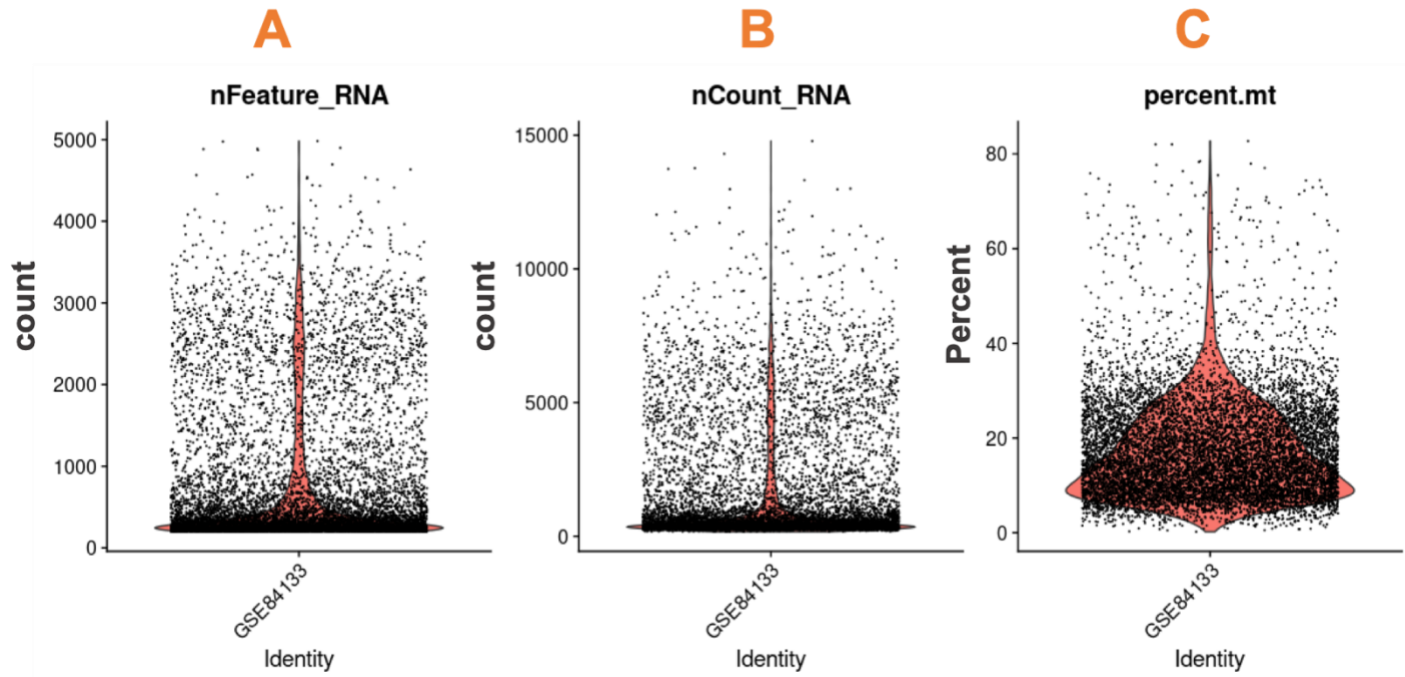 A
B
C
nFeature_RNA
nCount_RNA
percent.mt
count
5000
4000
3000
2000
1000
0
GSE84133
Identity
count
15000
10000
5000
0
GSE84133
Identity
Percent
80
60
40
20
0
GSE84133
Identity